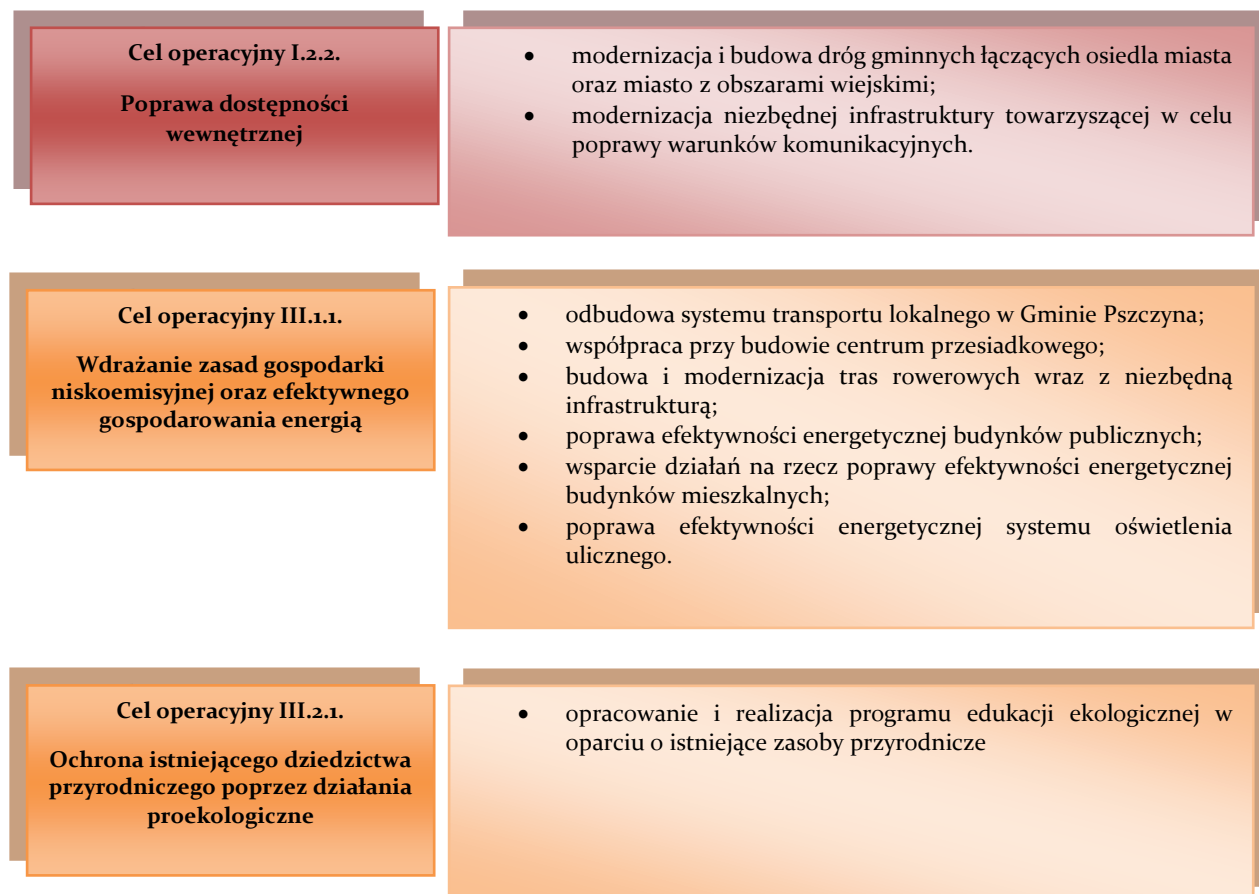 Cel operacyjny I.2.2.
Poprawa dostępności
wewnętrznej
• modernizacja i budowa dróg gminnych łączących osiedla miasta
oraz miasto z obszarami wiejskimi;
• modernizacja niezbędnej infrastruktury towarzyszącej w celu
poprawy warunków komunikacyjnych.
Cel operacyjny III.1.1.
Wdrażanie zasad gospodarki
niskoemisyjnej oraz efektywnego
gospodarowania energią
• odbudowa systemu transportu lokalnego w Gminie Pszczyna;
• współpraca przy budowie centrum przesiadkowego;
• budowa i modernizacja tras rowerowych wraz z niezbędną
infrastrukturą;
• poprawa efektywności energetycznej budynków publicznych;
• wsparcie działań na rzecz poprawy efektywności energetycznej
budynków mieszkalnych;
• poprawa efektywności energetycznej systemu oświetlenia
ulicznego.
Cel operacyjny III.2.1.
Ochrona istniejącego dziedzictwa
przyrodniczego poprzez działania
proekologiczne
• opracowanie i realizacja programu edukacji ekologicznej w
oparciu o istniejące zasoby przyrodnicze